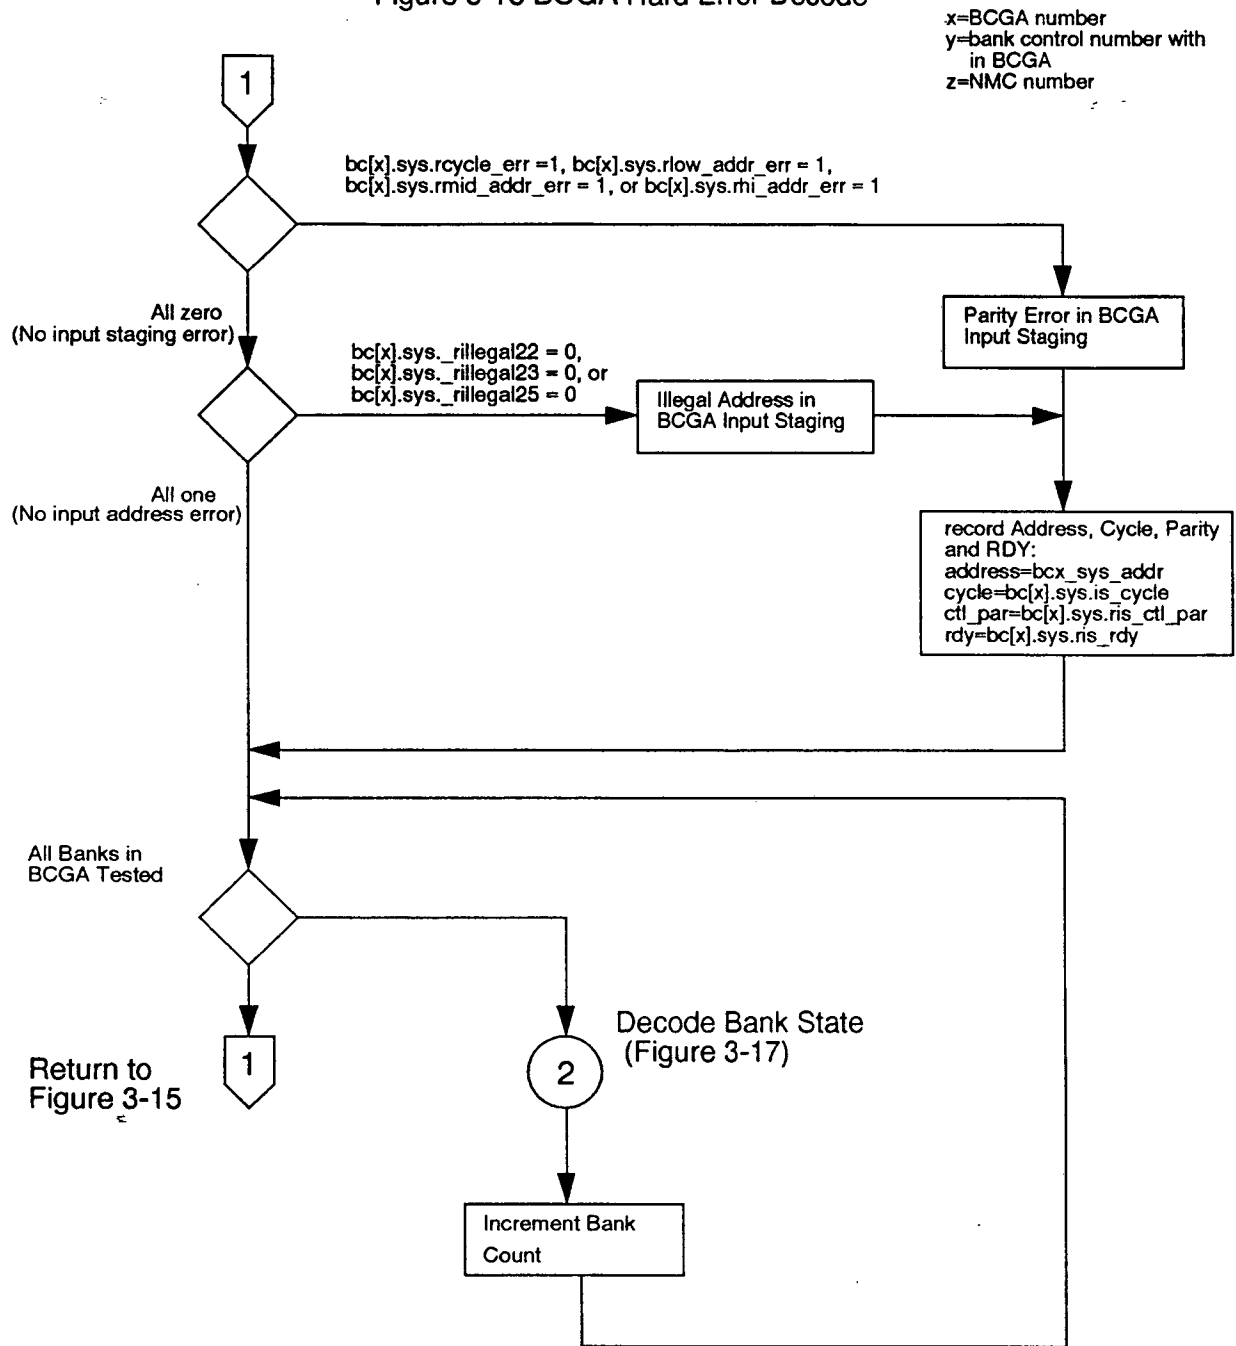 x=BCGA number
y=bank control number with
in BCGA
z=NMC number
1
bc[x].sys.rcycle_err =1, bc[x].sys.rlow_addr_err = 1,
bc[x].sys.rmid_addr_err = 1, or bc[x].sys.rhi_addr_err = 1
All zero
(No input staging error)
Parity Error in BCGA
Input Staging
bc[x].sys._rillegal22 = 0,
bc[x].sys._rillegal23 = 0, or
bc[x].sys._rillegal25 = 0
Illegal Address in
BCGA Input Staging
All one
(No input address error)
record Address, Cycle, Parity
and RDY:
address=bcx_sys_addr
cycle=bc[x].sys.is_cycle
ctl_par=bc[x].sys.ris_ctl_par
rdy=bc[x].sys.ris_rdy
All Banks in
BCGA Tested
Decode Bank State
(Figure 3-17)
2
1
Return to
Figure 3-15
Increment Bank
Count